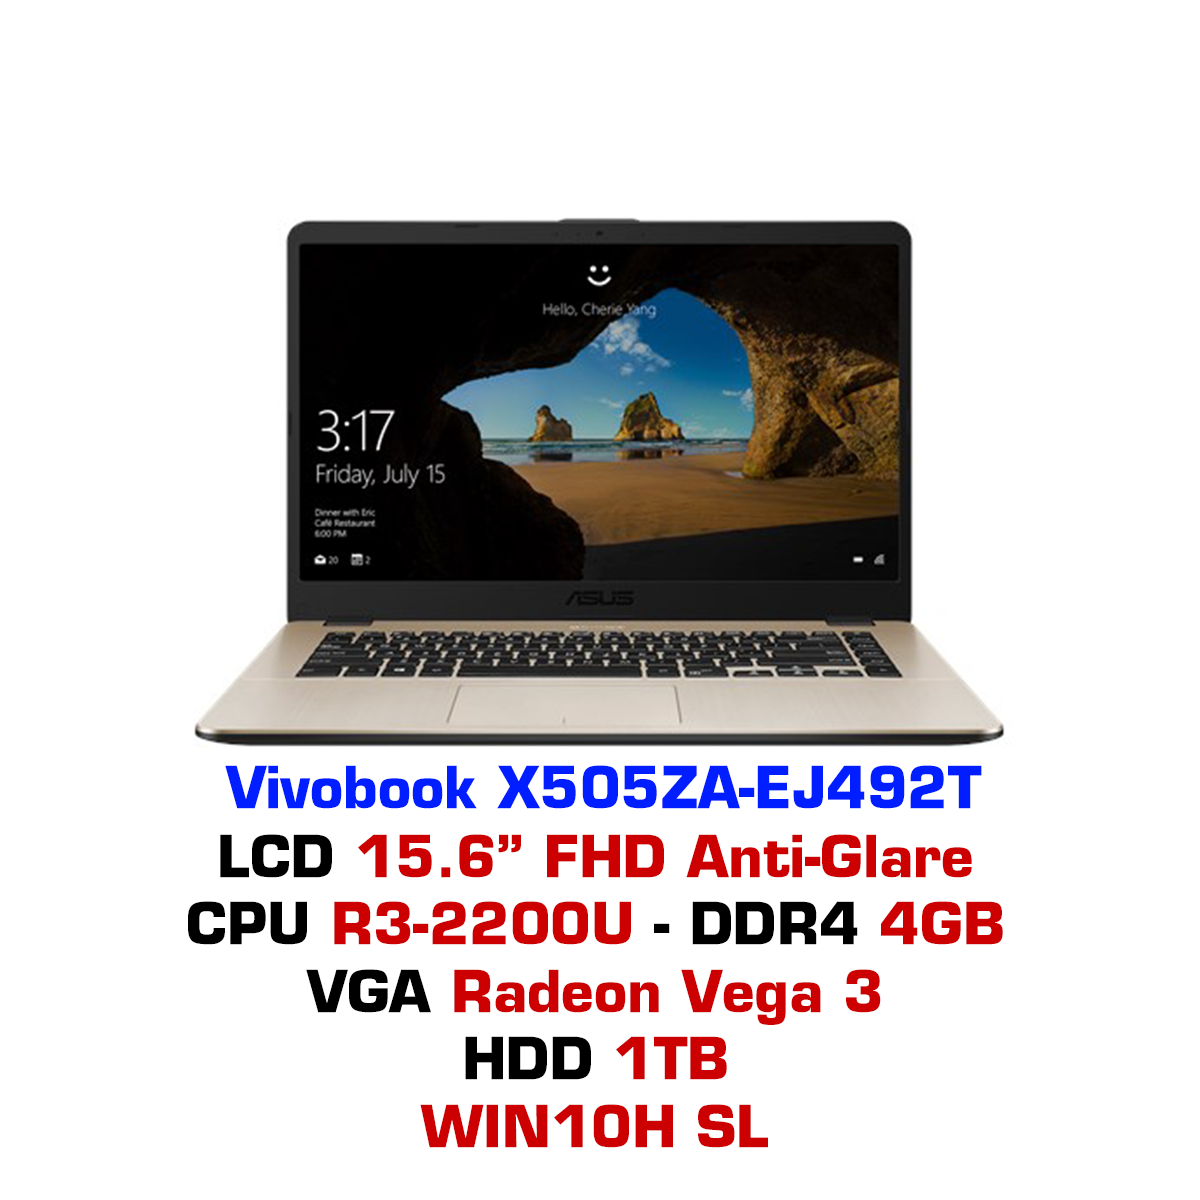 Hello, Cherie Yang
3:17
Friday, July 15
Dinner with Eric
Café Restaurant
6:00 PM
20 2
ASUS
Vivobook X505ZA-EJ492T
LCD 15.6” FHD Anti-Glare
CPU R3-2200U - DDR4 4GB
VGA Radeon Vega 3
HDD 1TB
WIN10H SL